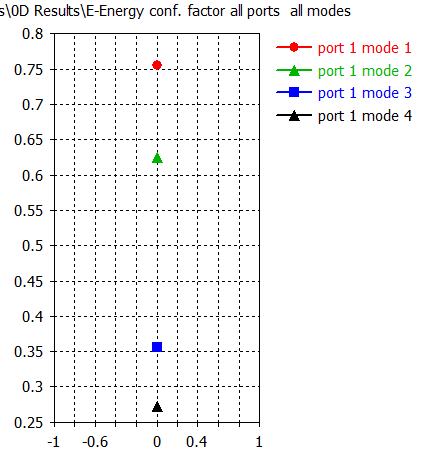 s\0D Results\E-Energy conf. factor all ports  all modes
0.8
0.75
0.7
0.65
0.6
0.55
0.5
0.45
0.4
0.35
0.3
0.25
-1 -0.6 0 0.4 1
port 1 mode 1
port 1 mode 2
port 1 mode 3
port 1 mode 4